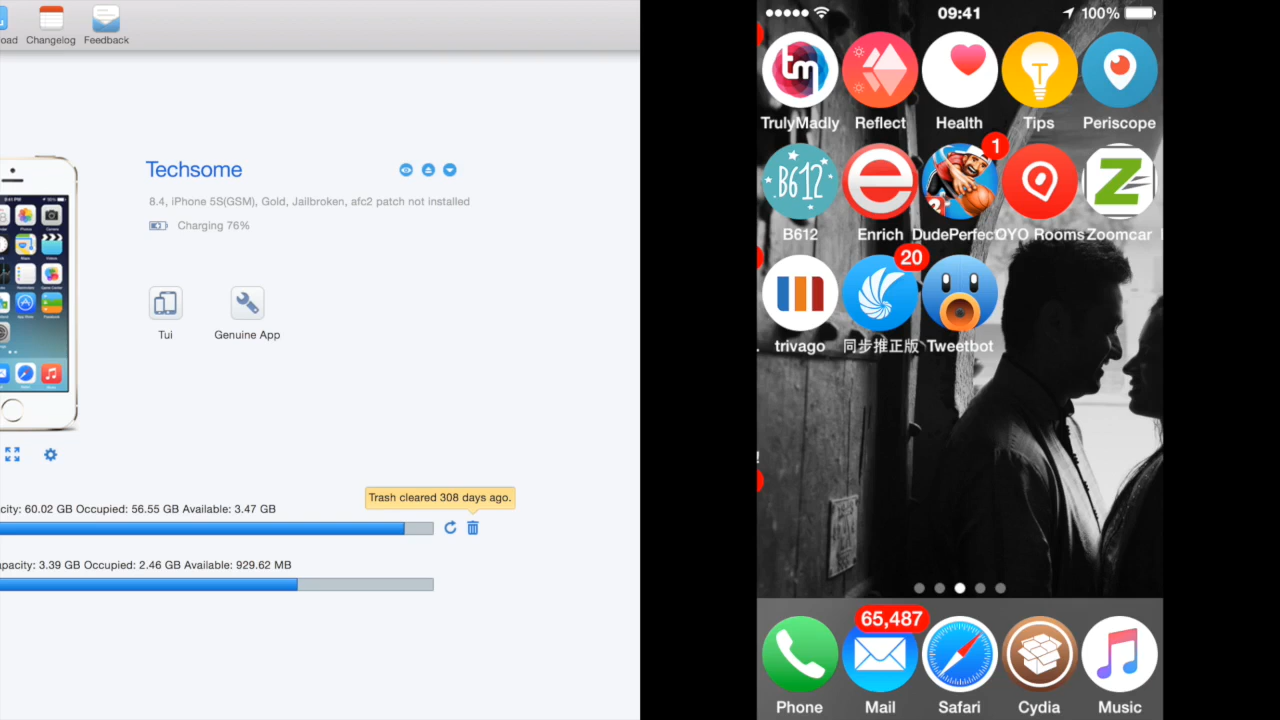 oad Changelog Feedback
Techsome
8.4, iPhone 5S(GSM), Gold, Jailbroken, afc2 patch not installed
Charging 76%
Tui Genuine App
Trash cleared 308 days ago.
city: 60.02 GB Occupied: 56.55 GB Available: 3.47 GB
pacity: 3.39 GB Occupied: 2.46 GB Available: 929.62 MB
09:41 100%
tm
TrulyMadly Reflect Health Tips Periscope
B612 e 1 Z
B612 Enrich DudePerfect OYO Rooms Zoomcar
20
trivago 同步推正版 Tweetbot
!
65,487
Phone Mail Safari Cydia Music